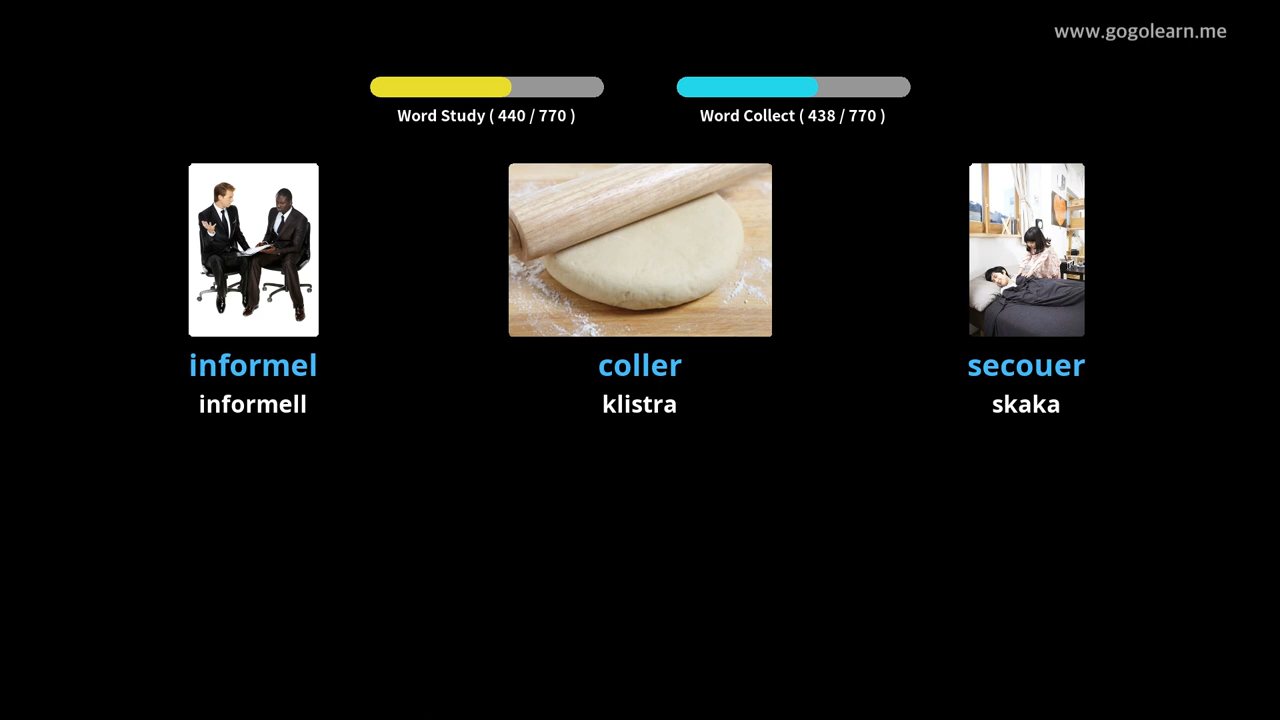 www.gogolearn.me
Word Study ( 440 / 770 )
Word Collect ( 438 / 770 )
informel
informell
coller
klistra
secouer
skaka